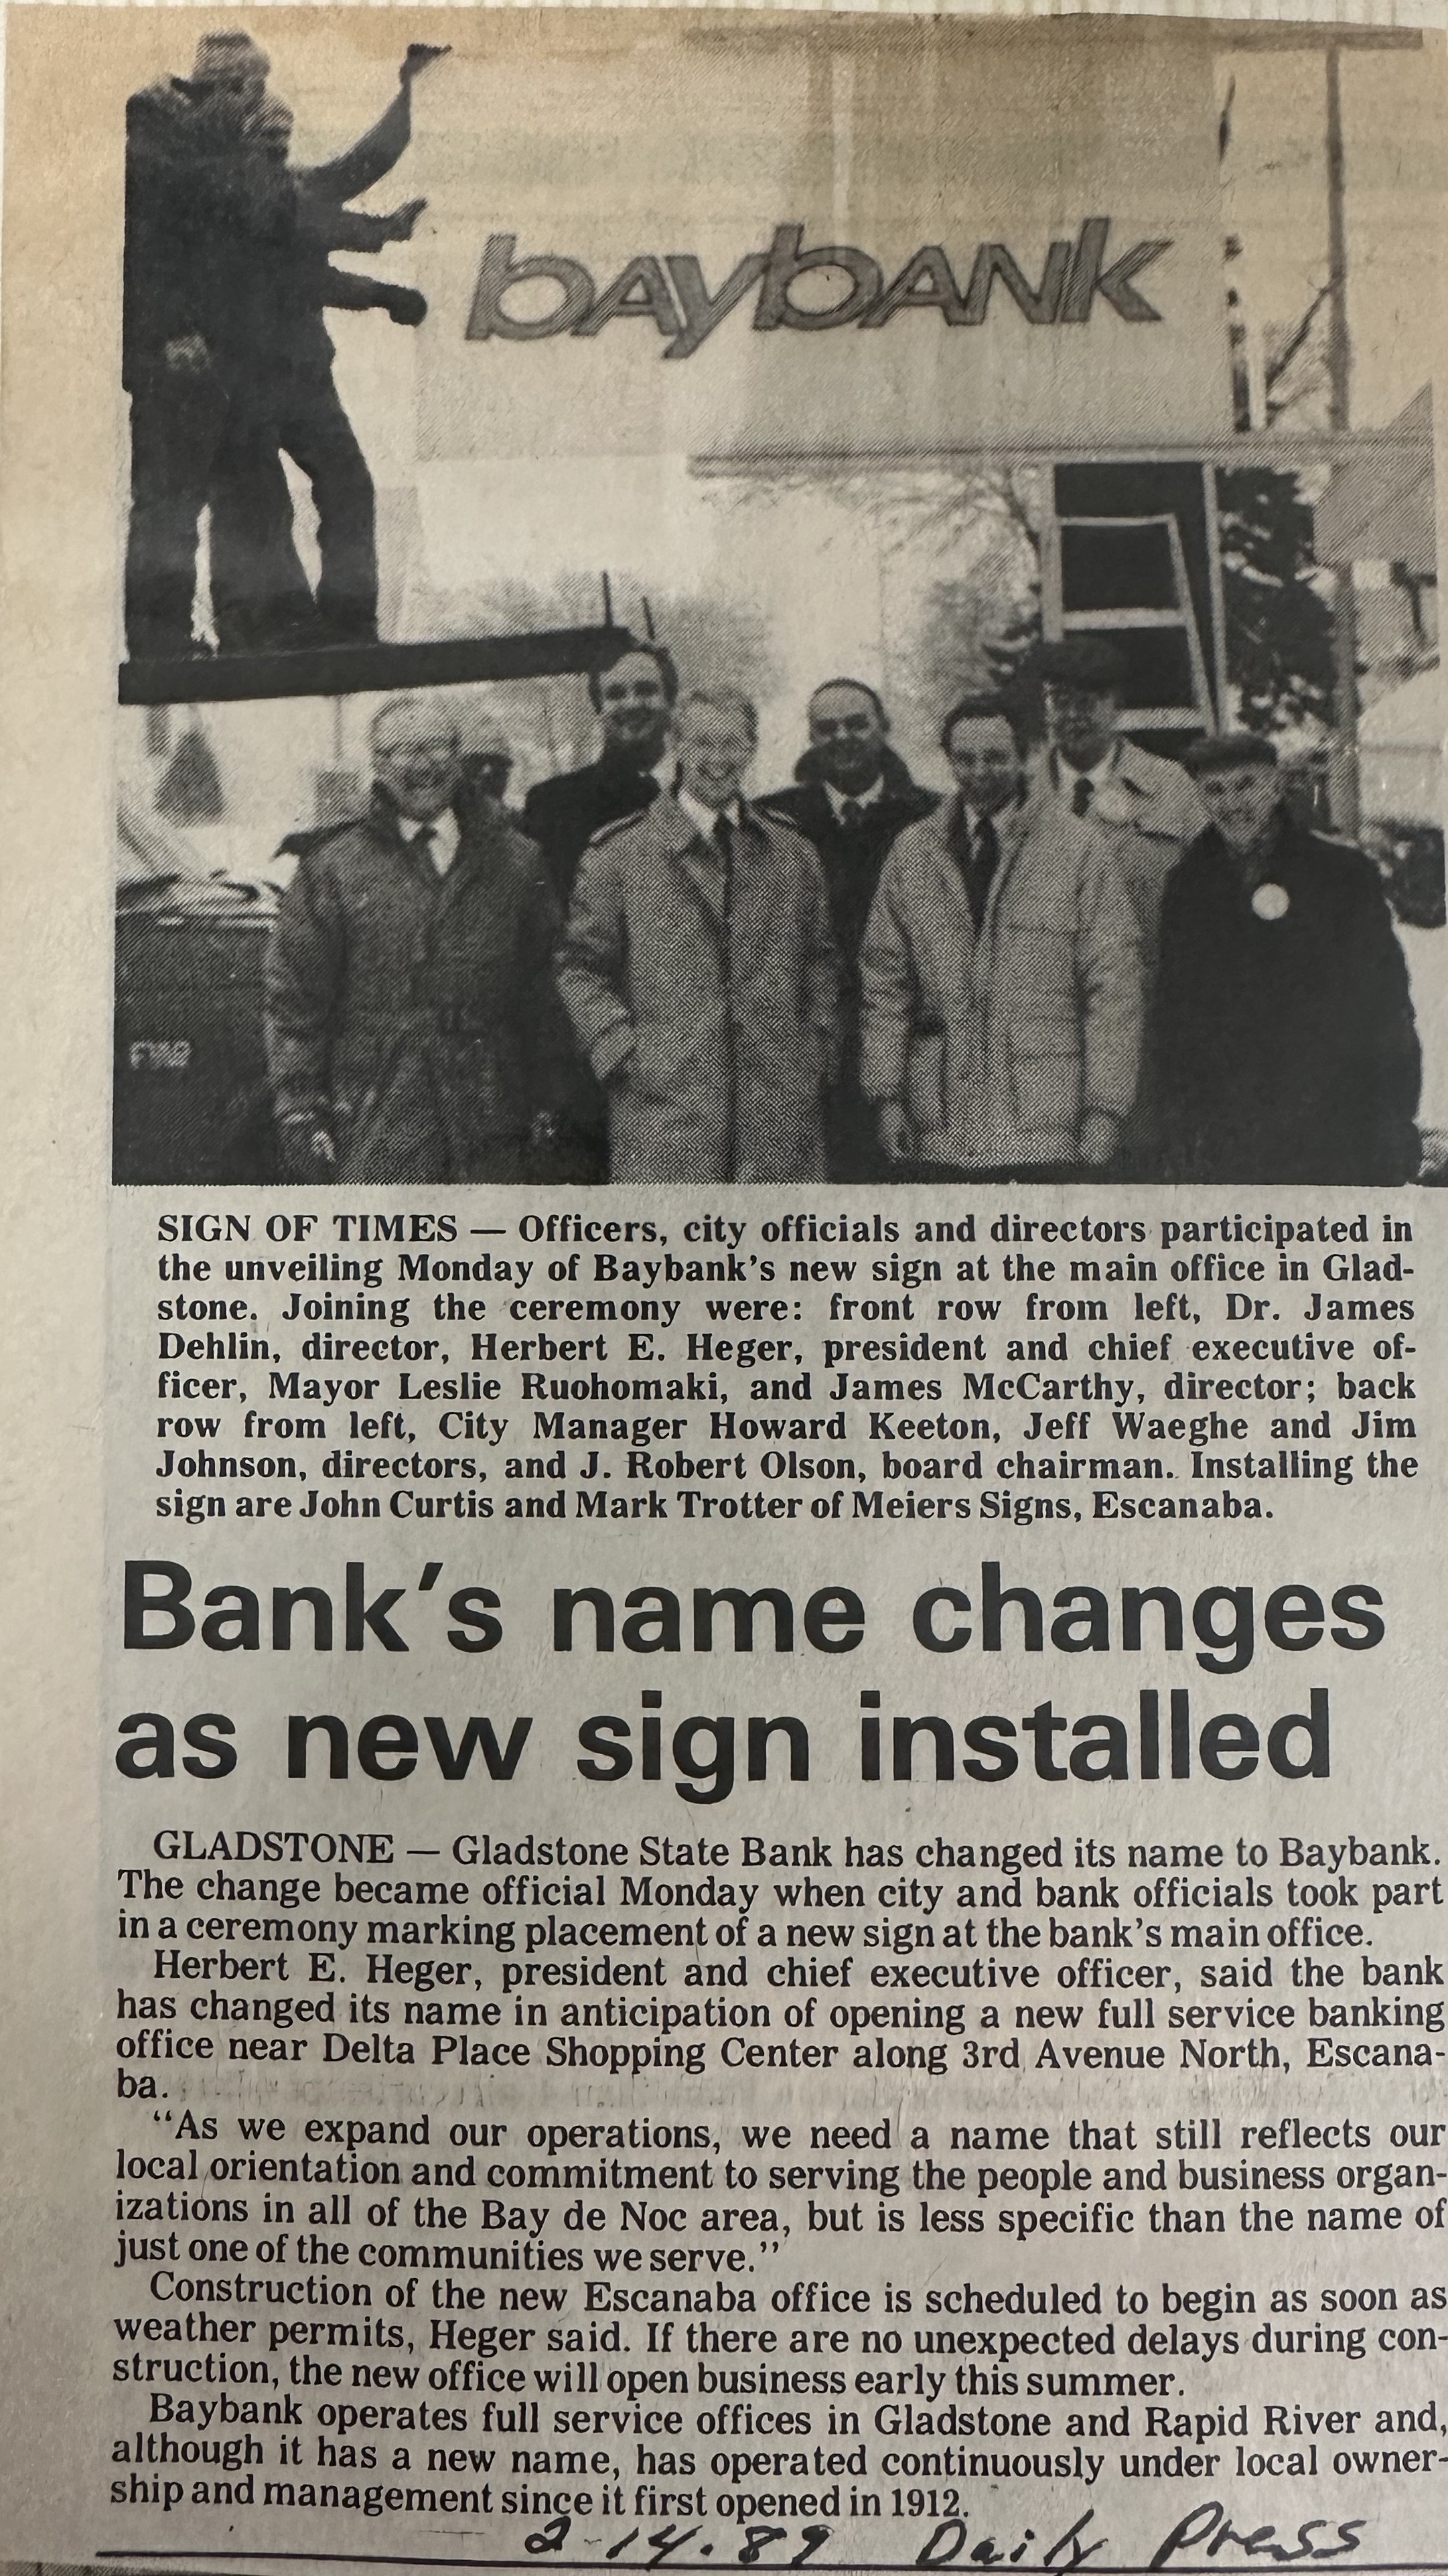 bAybANk
FWD
SIGN OF TIMES — Officers, city officials and directors participated in
the unveiling Monday of Baybank's new sign at the main office in Glad-
stone. Joining the ceremony were: front row from left, Dr. James
Dehlin, director, Herbert E. Heger, president and chief executive of-
ficer, Mayor Leslie Ruohomaki, and James McCarthy, director; back
row from left, City Manager Howard Keeton, Jeff Waeghe and Jim
Johnson, directors, and J. Robert Olson, board chairman. Installing the
sign are John Curtis and Mark Trotter of Meiers Signs, Escanaba.
Bank's name changes
as new sign installed
GLADSTONE — Gladstone State Bank has changed its name to Baybank.
The change became official Monday when city and bank officials took part
in a ceremony marking placement of a new sign at the bank's main office.
Herbert E. Heger, president and chief executive officer, said the bank
has changed its name in anticipation of opening a new full service banking
office near Delta Place Shopping Center along 3rd Avenue North, Escana-
ba.
"As we expand our operations, we need a name that still reflects our
local orientation and commitment to serving the people and business organ-
izations in all of the Bay de Noc area, but is less specific than the name of
just one of the communities we serve."
Construction of the new Escanaba office is scheduled to begin as soon as
weather permits, Heger said. If there are no unexpected delays during con-
struction, the new office will open business early this summer.
Baybank operates full service offices in Gladstone and Rapid River and,
although it has a new name, has operated continuously under local owner-
ship and management since it first opened in 1912.
2-14-89 Daily Press